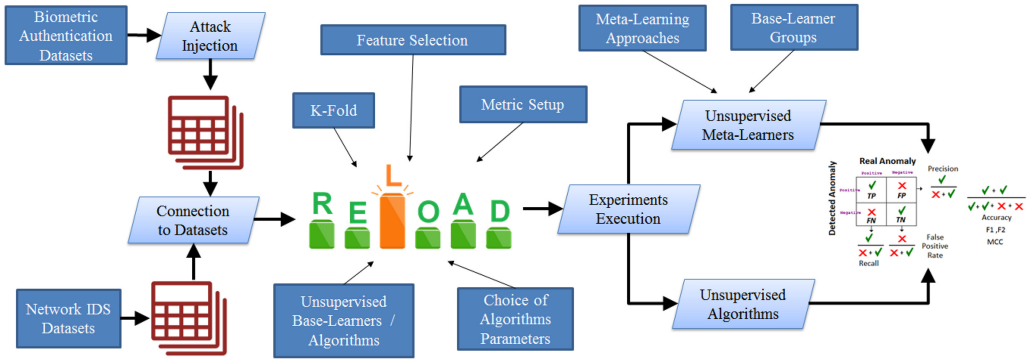 Biometric
Authentication
Datasets
Attack
Injection
Feature Selection
Meta-Learning
Approaches
Base-Learner
Groups
K-Fold
Metric Setup
Unsupervised
Meta-Learners
Connection
to Datasets
R E L O A D
Experiments
Execution
Real Anomaly
Positive Negative
Detected Anomaly
Positive
TP FP
Negative
FN TN
Precision
✔
✘ + ✔
Recall
✔
✘ + ✔
False
Positive
Rate
✘
✘ + ✔
✔ + ✔
✔ + ✔ + ✘ + ✘
Accuracy
F1 ,F2
MCC
Network IDS
Datasets
Unsupervised
Base-Learners /
Algorithms
Choice of
Algorithms
Parameters
Unsupervised
Algorithms